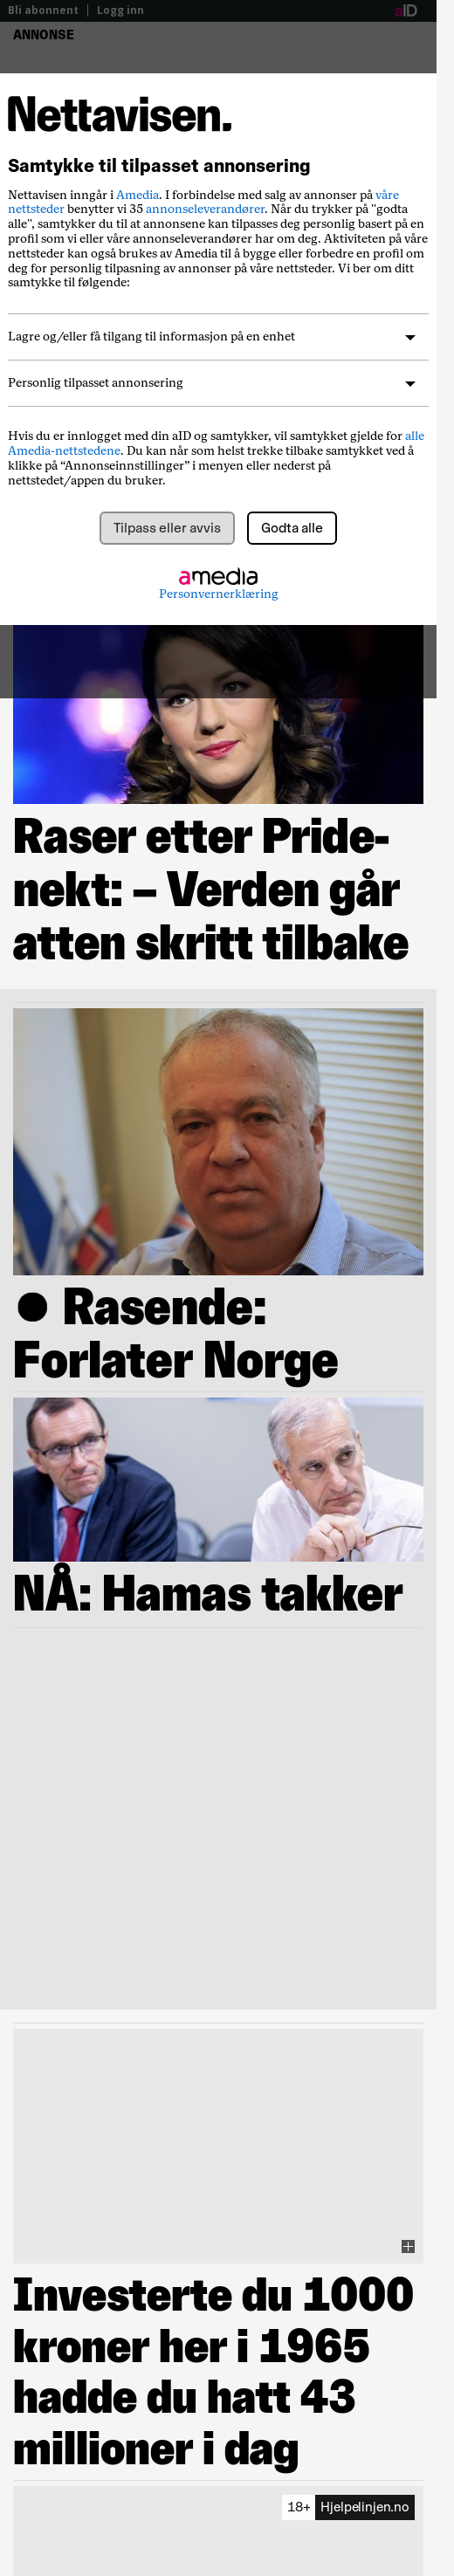 Bli abonnent | Logg inn aID
ANNONSE
Nettavisen.
Samtykke til tilpasset annonsering
Nettavisen inngår i Amedia. I forbindelse med salg av annonser på våre
nettsteder benytter vi 35 annonseleverandører. Når du trykker på "godta
alle", samtykker du til at annonsene kan tilpasses deg personlig basert på en
profil som vi eller våre annonseleverandører har om deg. Aktiviteten på våre
nettsteder kan også brukes av Amedia til å bygge eller forbedre en profil om
deg for personlig tilpasning av annonser på våre nettsteder. Vi ber om ditt
samtykke til følgende:
Lagre og/eller få tilgang til informasjon på en enhet
Personlig tilpasset annonsering
Hvis du er innlogget med din aID og samtykker, vil samtykket gjelde for alle
Amedia-nettstedene. Du kan når som helst trekke tilbake samtykket ved å
klikke på “Annonseinnstillinger” i menyen eller nederst på
nettstedet/appen du bruker.
Tilpass eller avvis Godta alle
amedia
Personvernerklæring
Raser etter Pride-
nekt: – Verden går
atten skritt tilbake
● Rasende:
Forlater Norge
NÅ: Hamas takker
Investerte du 1000
kroner her i 1965
hadde du hatt 43
millioner i dag
18+ Hjelpelinjen.no